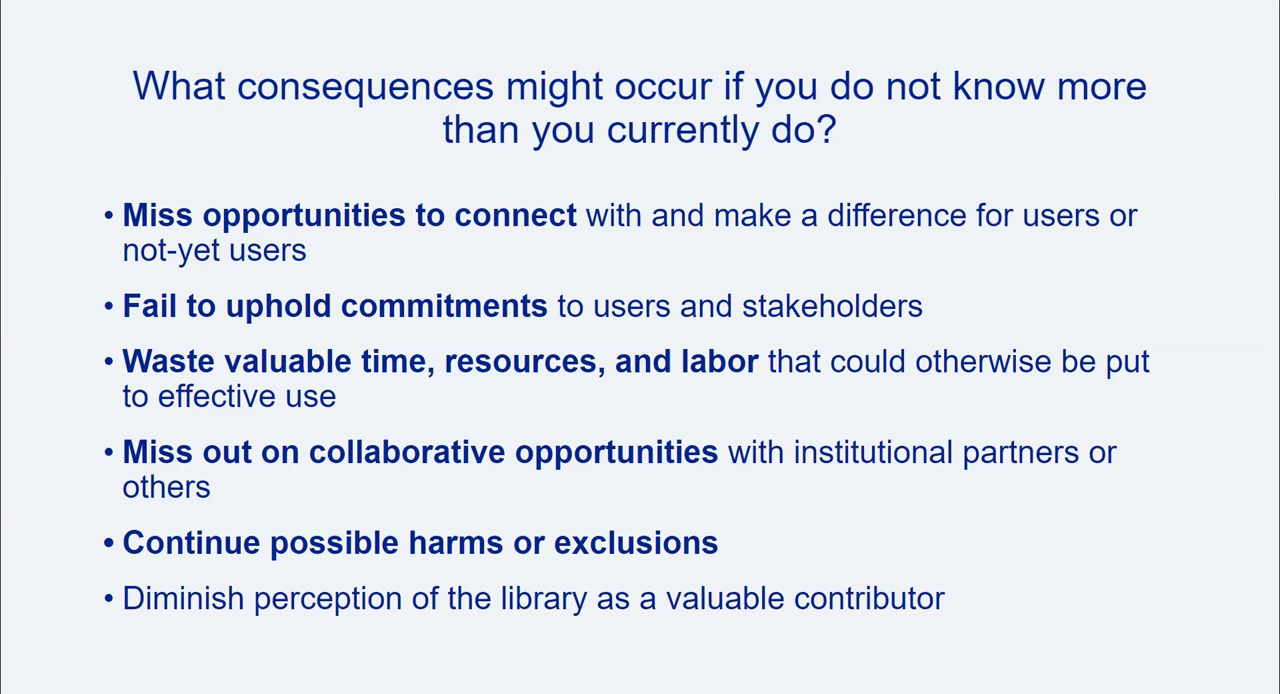 What consequences might occur if you do not know more
than you currently do?
• Miss opportunities to connect with and make a difference for users or
not-yet users
• Fail to uphold commitments to users and stakeholders
• Waste valuable time, resources, and labor that could otherwise be put
to effective use
• Miss out on collaborative opportunities with institutional partners or
others
• Continue possible harms or exclusions
• Diminish perception of the library as a valuable contributor